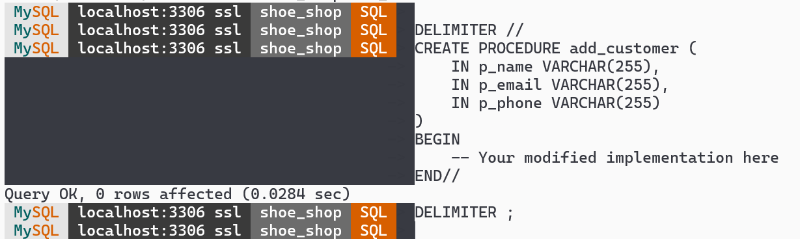 MySQL localhost:3306 ssl shoe_shop SQL
MySQL localhost:3306 ssl shoe_shop SQL DELIMITER //
MySQL localhost:3306 ssl shoe_shop SQL CREATE PROCEDURE add_customer (
IN p_name VARCHAR(255),
IN p_email VARCHAR(255),
IN p_phone VARCHAR(255)
)
BEGIN
-- Your modified implementation here
END//
Query OK, 0 rows affected (0.0284 sec)
MySQL localhost:3306 ssl shoe_shop SQL DELIMITER ;
MySQL localhost:3306 ssl shoe_shop SQL